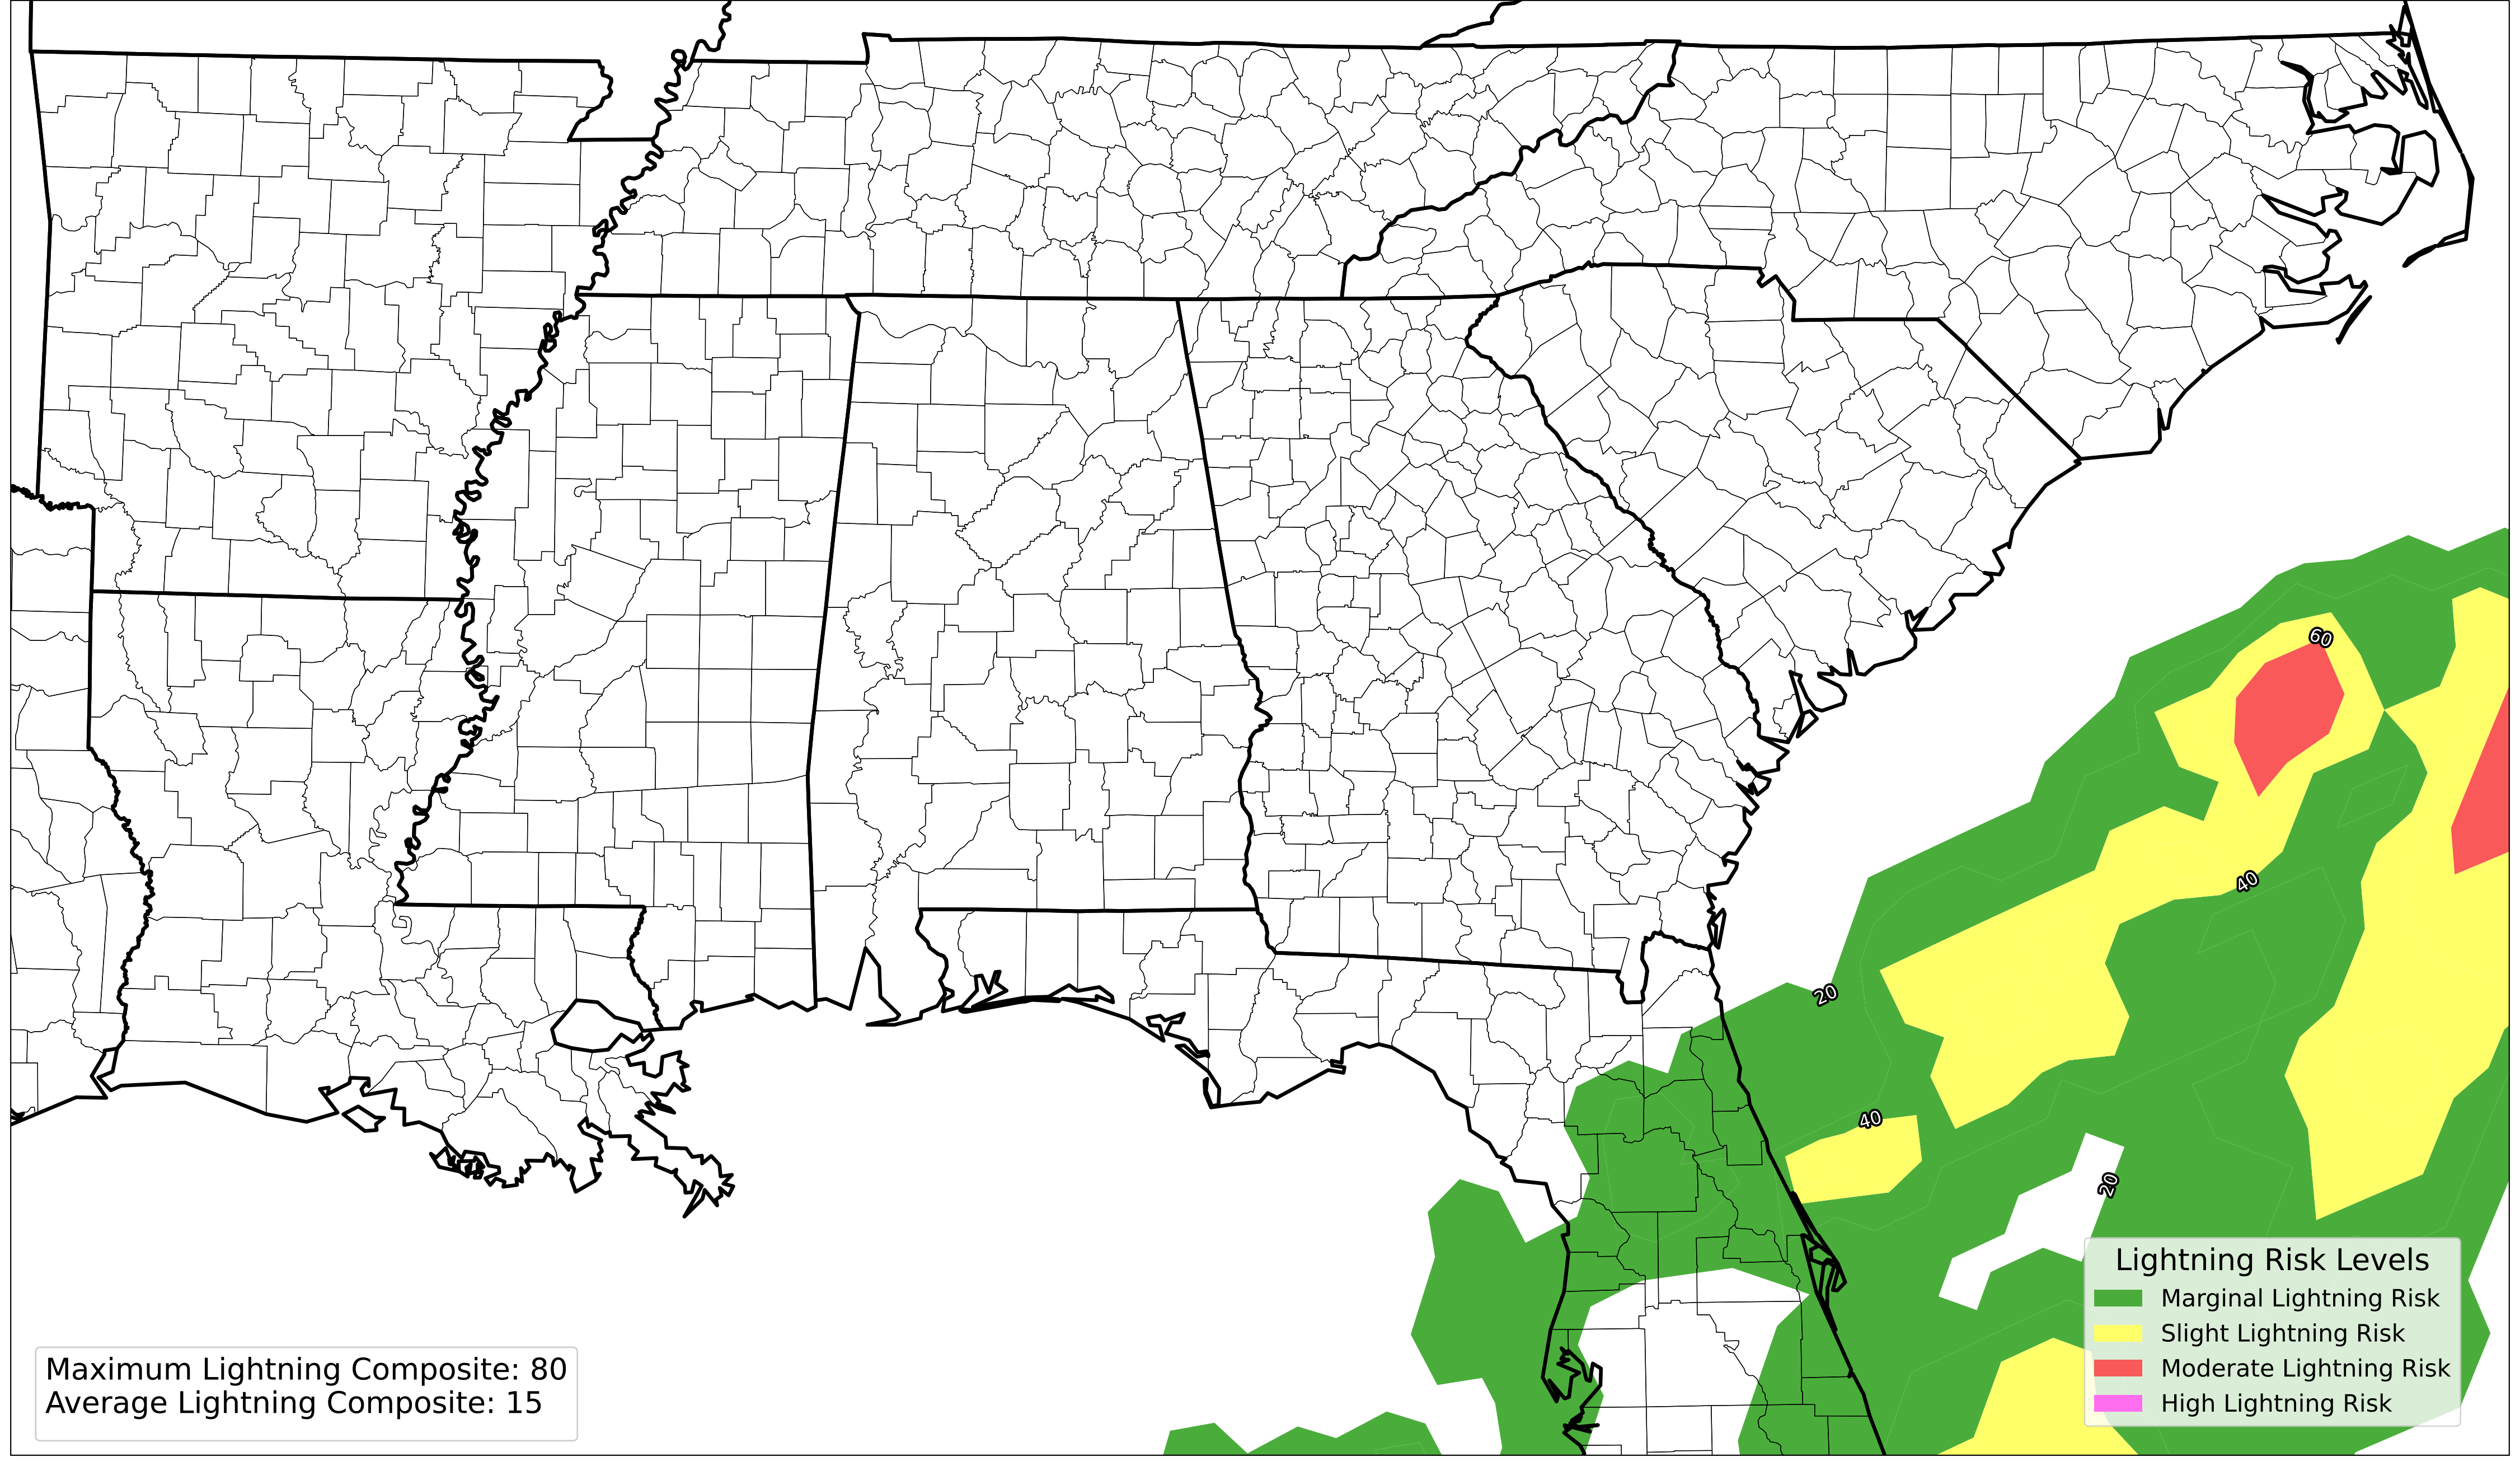 60
40
20
40
20
Lightning Risk Levels
Marginal Lightning Risk
Slight Lightning Risk
Moderate Lightning Risk
High Lightning Risk
Maximum Lightning Composite: 80
Average Lightning Composite: 15